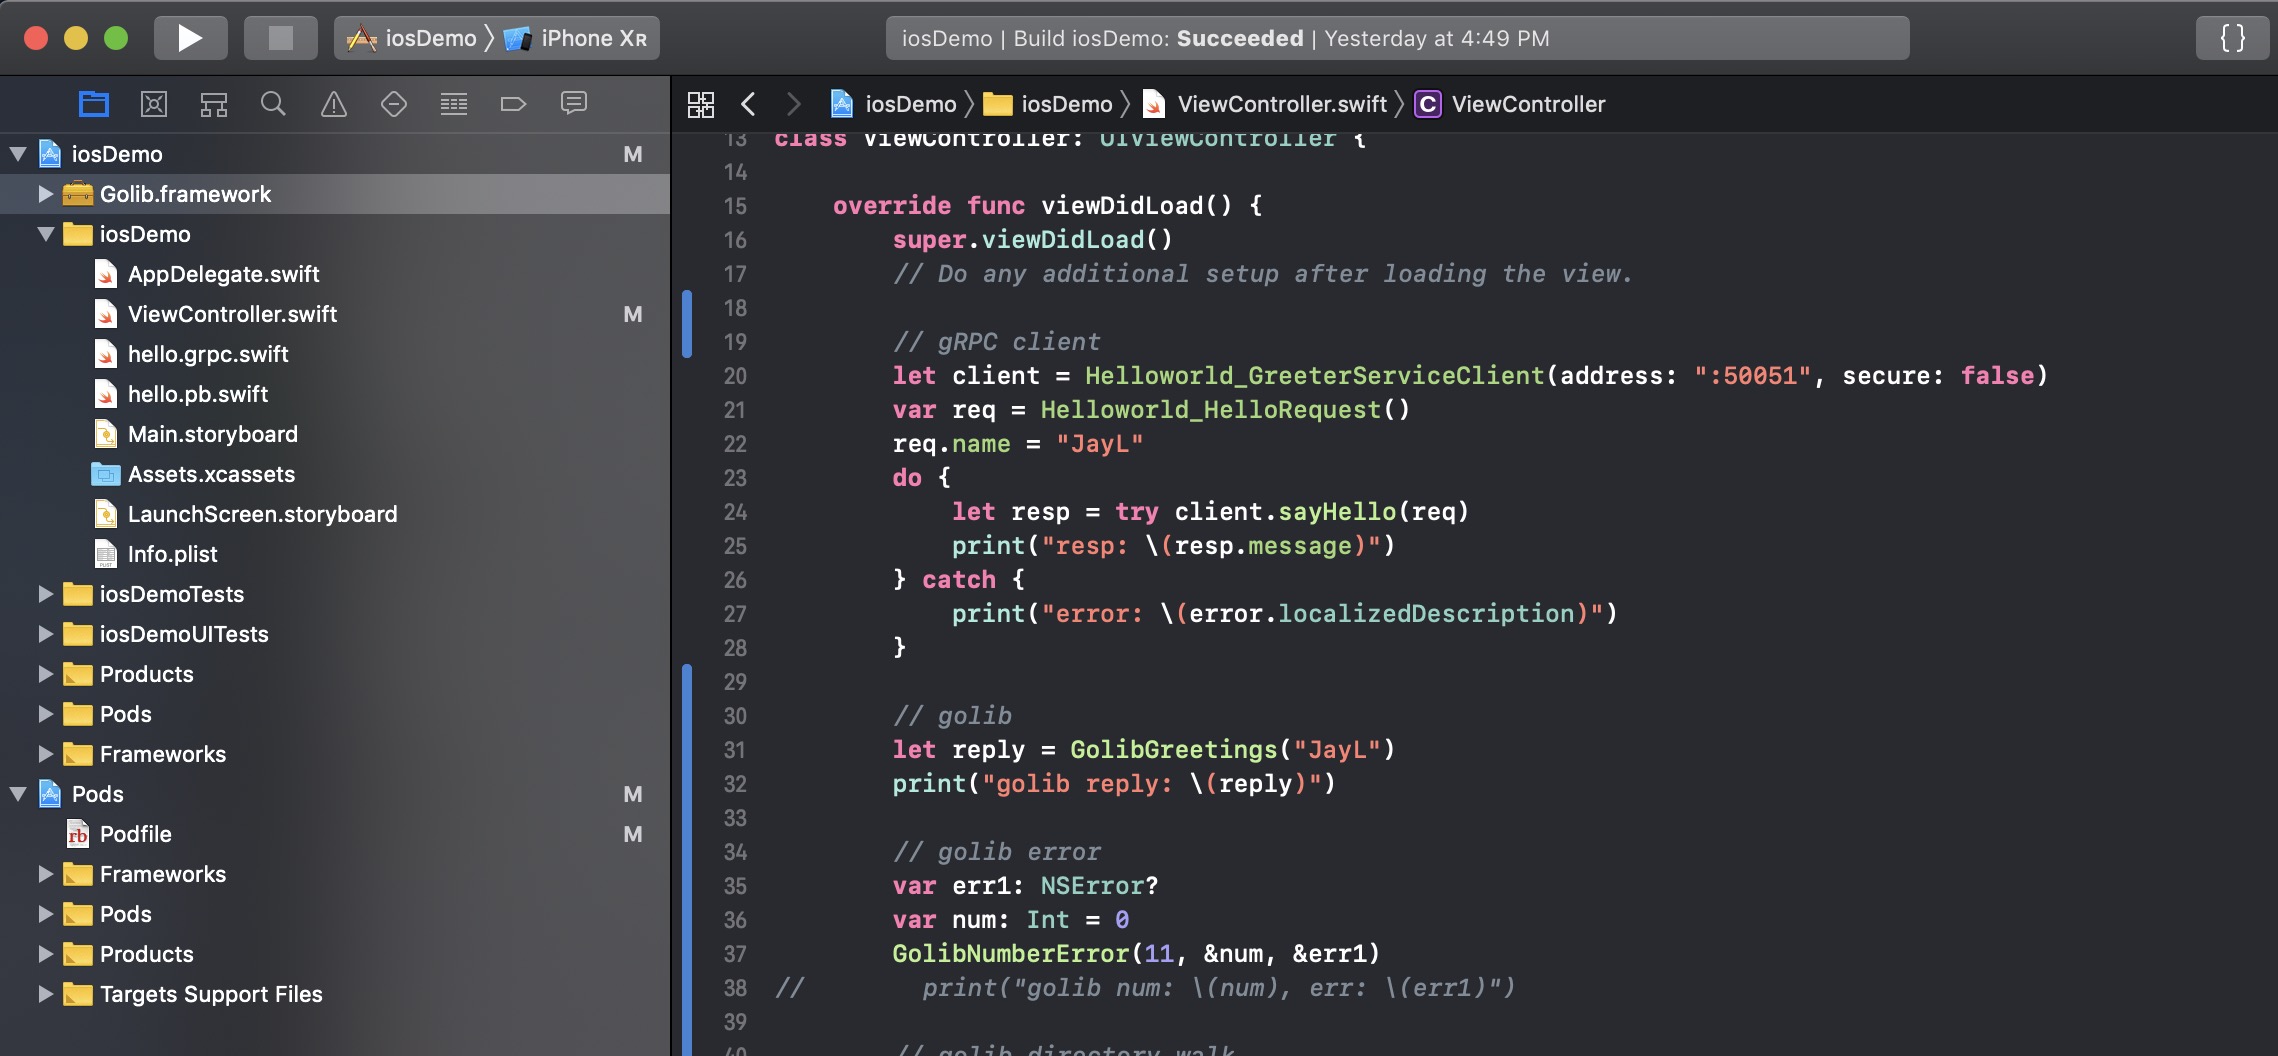 iosDemo 〉 iPhone XR
iosDemo | Build iosDemo: Succeeded | Yesterday at 4:49 PM
{ }
iosDemo M
Golib.framework
iosDemo
AppDelegate.swift
ViewController.swift M
hello.grpc.swift
hello.pb.swift
Main.storyboard
Assets.xcassets
LaunchScreen.storyboard
Info.plist
iosDemoTests
iosDemoUITests
Products
Pods
Frameworks
Pods M
Podfile M
Frameworks
Pods
Products
Targets Support Files
iosDemo 〉 iosDemo 〉 ViewController.swift 〉 C ViewController
13 class ViewController: UIViewController {
14
15     override func viewDidLoad() {
16         super.viewDidLoad()
17         // Do any additional setup after loading the view.
18
19         // gRPC client
20         let client = Helloworld_GreeterServiceClient(address: ":50051", secure: false)
21         var req = Helloworld_HelloRequest()
22         req.name = "JayL"
23         do {
24             let resp = try client.sayHello(req)
25             print("resp: \(resp.message)")
26         } catch {
27             print("error: \(error.localizedDescription)")
28         }
29
30         // golib
31         let reply = GolibGreetings("JayL")
32         print("golib reply: \(reply)")
33
34         // golib error
35         var err1: NSError?
36         var num: Int = 0
37         GolibNumberError(11, &num, &err1)
38 //        print("golib num: \(num), err: \(err1)")
39
40         // golib directory walk